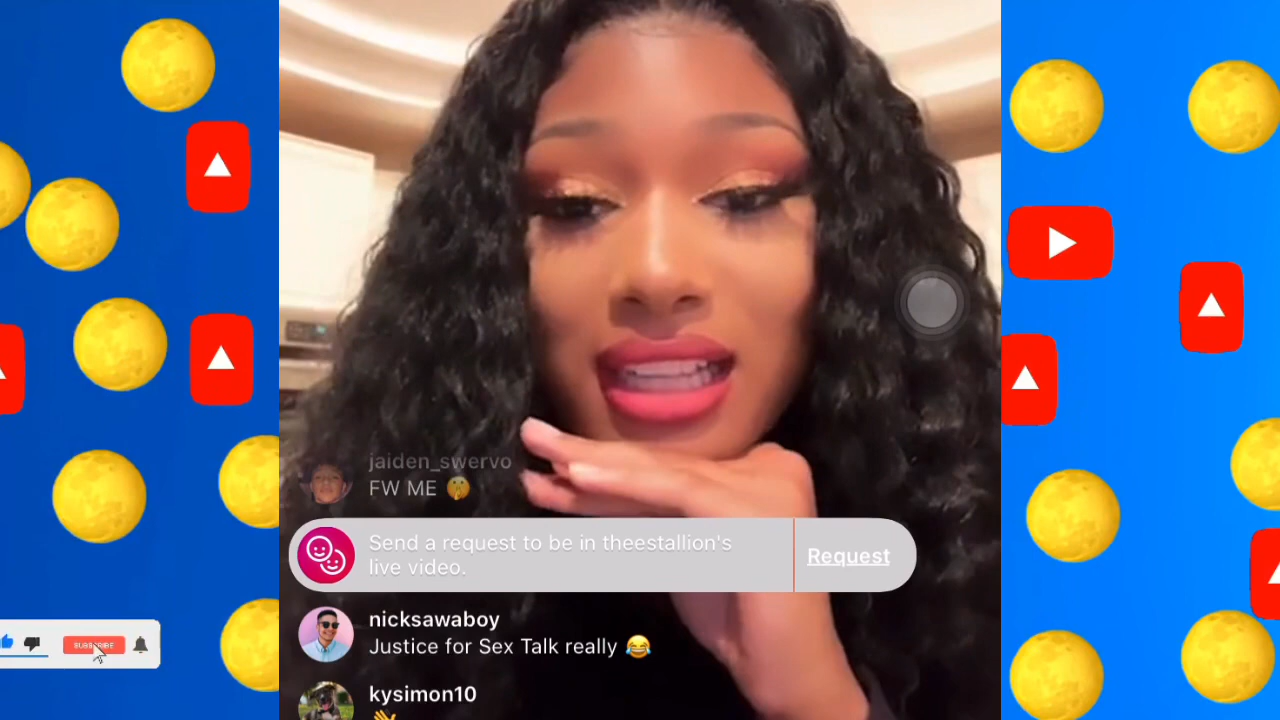 jaiden_swervo
FW ME 🤫
Send a request to be in theestallion's
live video.
Request
nicksawaboy
Justice for Sex Talk really 😂
SUBSCRIBE
kysimon10
👋